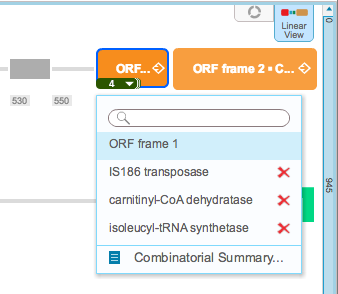 Linear
View
0
ORF...
ORF frame 2 • C...
4
530
550
ORF frame 1
IS186 transposase
carnitinyl-CoA dehydratase
945
isoleucyl-tRNA synthetase
Combinatorial Summary...